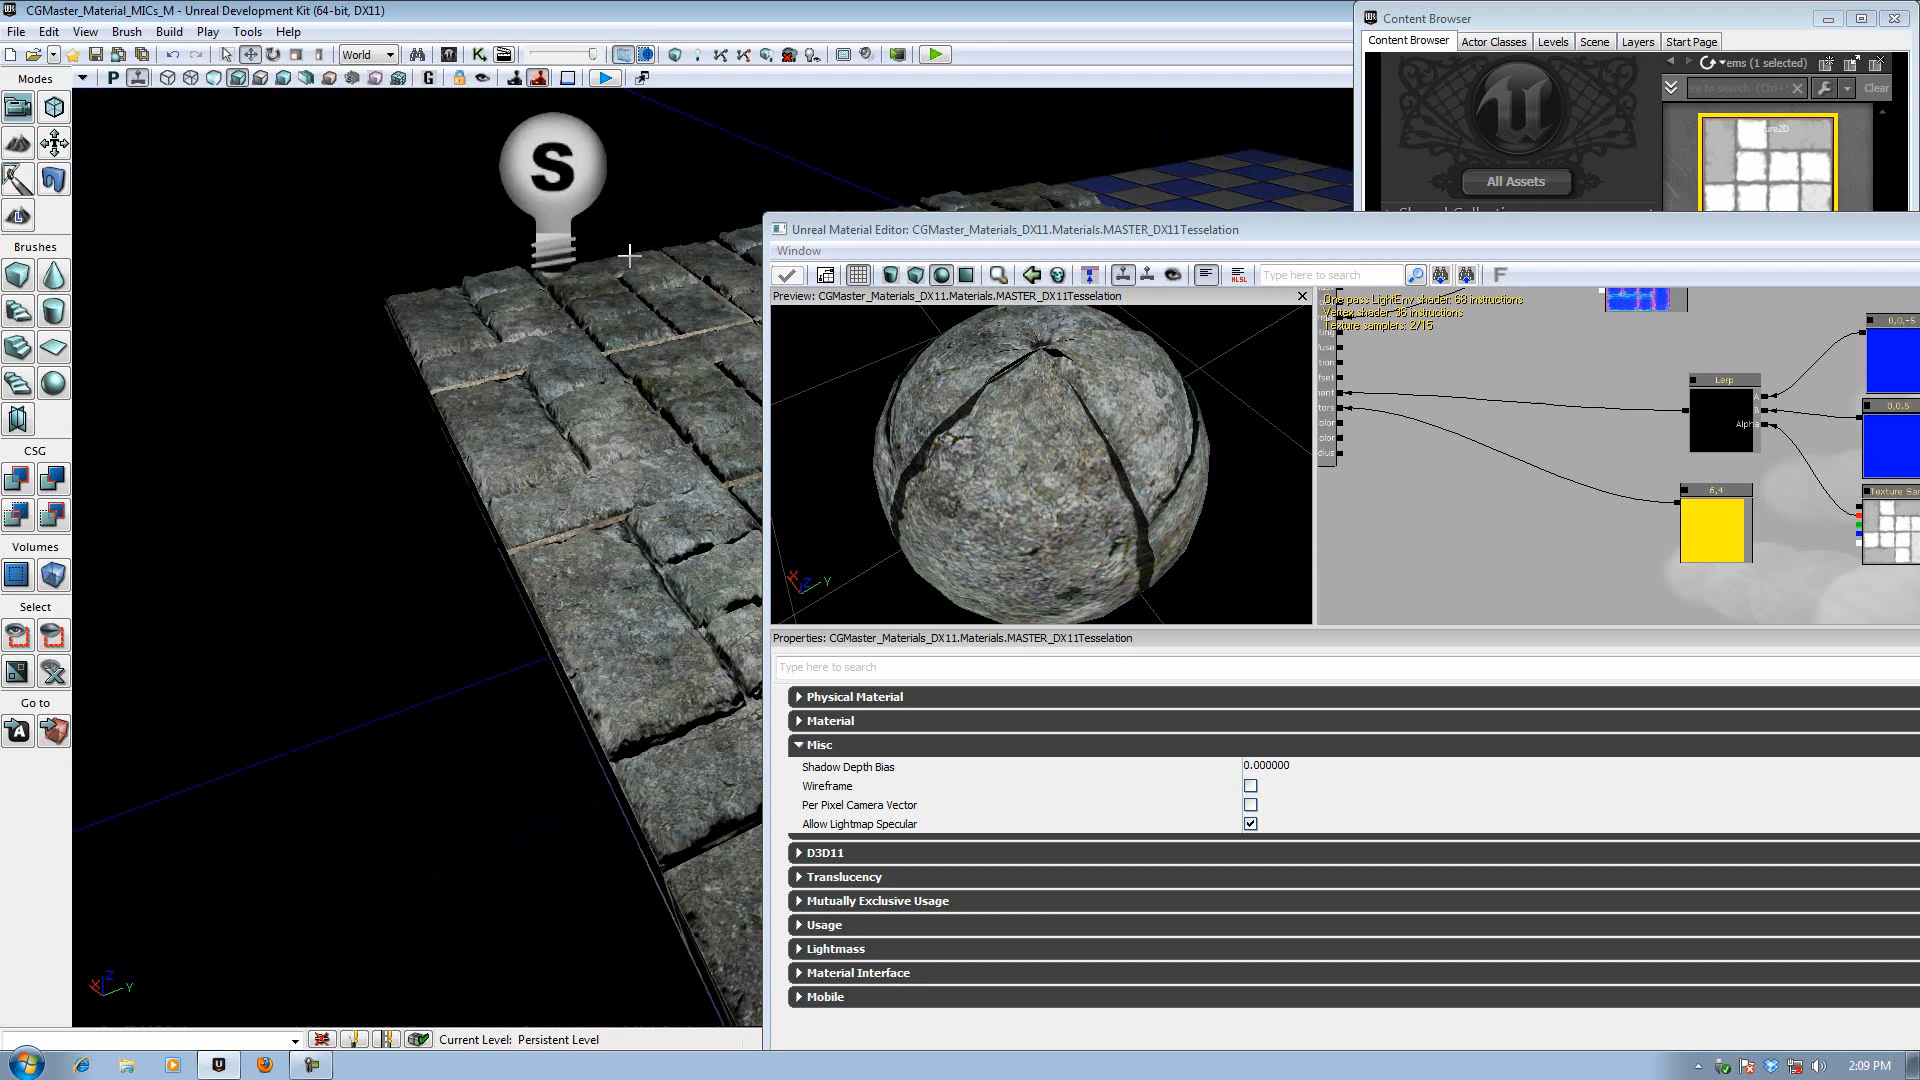 CGMaster_Material_MICs_M - Unreal Development Kit (64-bit, DX11)
File Edit View Brush Build Play Tools Help
World
Modes
P
G
S
Brushes
CSG
Volumes
Select
Go to
Current Level: Persistent Level
Content Browser
Content Browser Actor Classes Levels Scene Layers Start Page
ems (1 selected)
Clear
All Assets
Unreal Material Editor: CGMaster_Materials_DX11.Materials.MASTER_DX11Tesselation
Window
Type here to search
Preview: CGMaster_Materials_DX11.Materials.MASTER_DX11Tesselation
One pass LightEnv shader: 68 instructions
Vertex shader: 35 instructions
Texture samplers: 2/15
0,0,-5
Lerp
A
B
Alpha
0,0,5
6,4
Texture Sam
X Z Y
Properties: CGMaster_Materials_DX11.Materials.MASTER_DX11Tesselation
Type here to search
Physical Material
Material
Misc
Shadow Depth Bias 0.000000
Wireframe
Per Pixel Camera Vector
Allow Lightmap Specular
D3D11
Translucency
Mutually Exclusive Usage
Usage
Lightmass
Material Interface
Mobile
X Z Y
2:09 PM